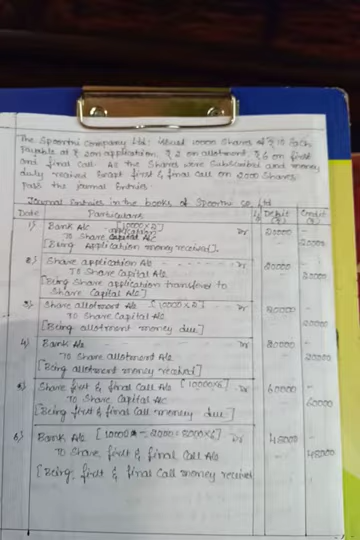 The Spoorthi Company Ltd: issued 10000 Shares of ₹ 10 Each
Payable at ₹ 2 on application, ₹ 2 on allotment, ₹ 6 on first
and final Call. All the Shares were Subscribed and money
duly received Except first & final Call on 2000 Shares.
Pass the Journal Entries
Journal Entries in the books of Spoorthi Co. Ltd
Date Particulars L/F Debit (₹) Credit (₹)
1) Bank A/c [10000×2] Dr 20000 -
To Share application A/c - 20000
[Being Application money received].
2) Share application A/c - - - - - - Dr 20000 -
To Share Capital A/c - 20000
[Being Share application transfer to
Share Capital A/c]
3) Share allotment A/c [10000×2] Dr 20000 -
To Share Capital A/c - 20000
[Being allotment money due]
4) Bank A/c Dr 20000 -
To Share allotment A/c - 20000
[Being allotment money received]
5) Share first & final Call A/c [10000×6] Dr 60000 -
To Share Capital A/c - 60000
[Being first & final Call money due]
6) Bank A/c [10000 - 2000 = 8000×6] Dr 48000 -
To Share first & final Call A/c - 48000
[Being first & final Call money received